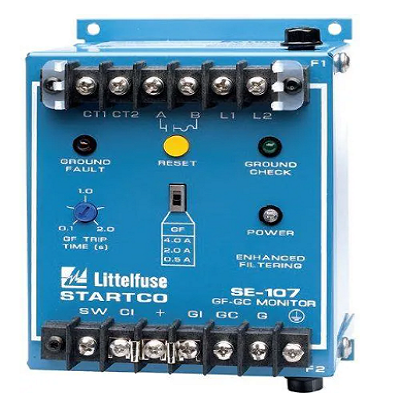 F1
CT1 CT2 A B L1 L2
GROUND FAULT
RESET
GROUND CHECK
1.0
0.1 2.0
GF TRIP TIME (s)
GF
4.0 A
2.0 A
0.5 A
POWER
ENHANCED FILTERING
Littelfuse
STARTCO
SE-107
GF-GC MONITOR
SW CI + GI GC G
F2